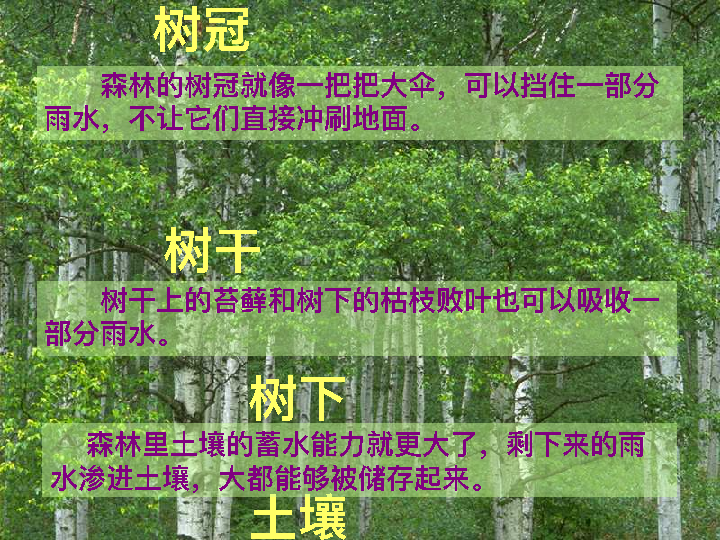 树冠
森林的树冠就像一把把大伞，可以挡住一部分
雨水，不让它们直接冲刷地面。
树干
树干上的苔藓和树下的枯枝败叶也可以吸收一
部分雨水。
树下
森林里土壤的蓄水能力就更大了，剩下来的雨
水渗进土壤，大都能够被储存起来。
土壤